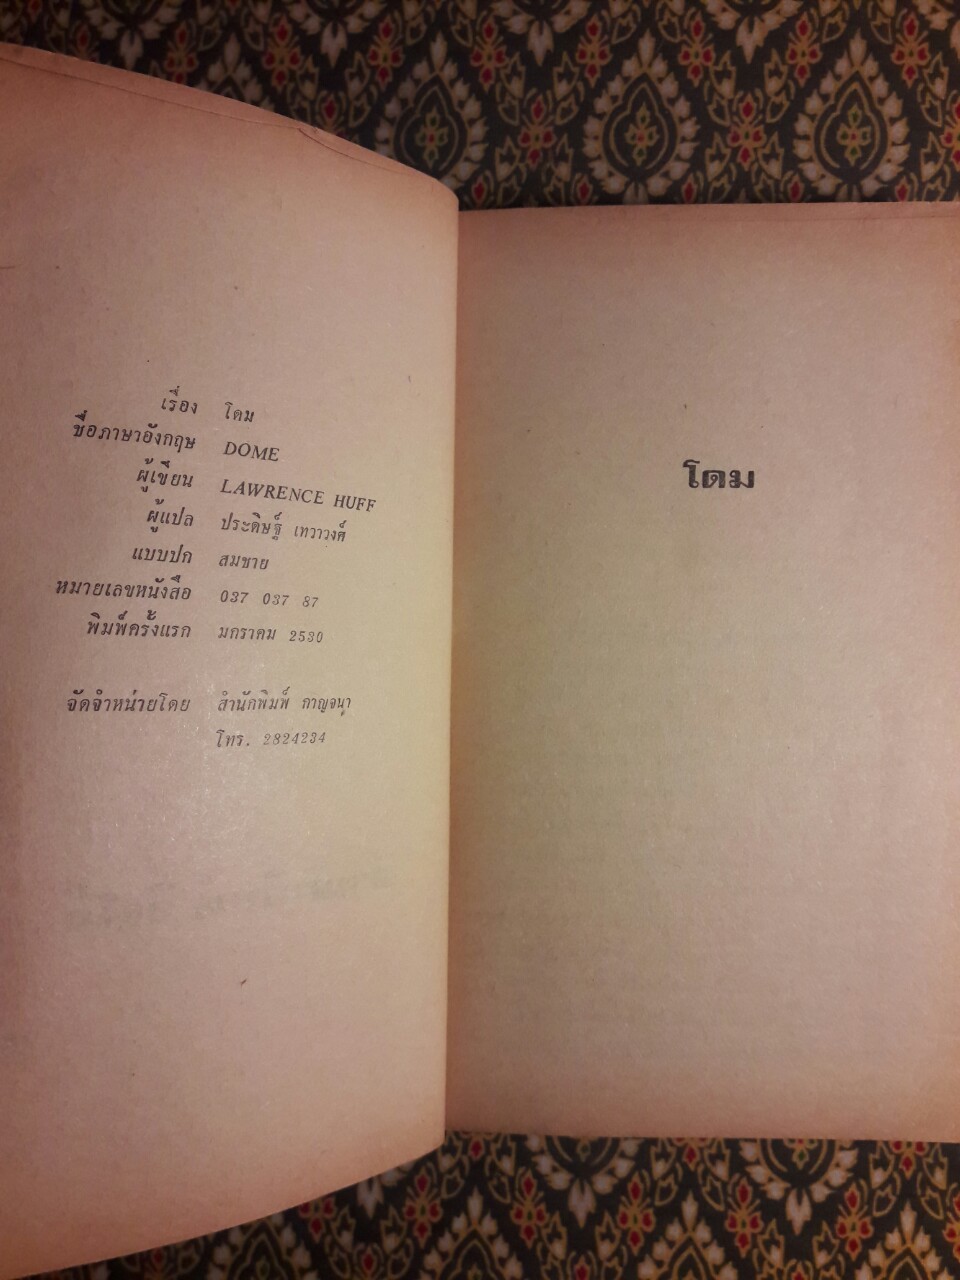 เรื่อง โดม
ชื่อภาษาอังกฤษ DOME
ผู้เขียน LAWRENCE HUFF
ผู้แปล ประดิษฐ์ เทวาวงศ์
แบบปก สมชาย
หมายเลขหนังสือ 037 037 87
พิมพ์ครั้งแรก มกราคม 2530
จัดจำหน่ายโดย สำนักพิมพ์ กาญจนา
โทร. 2824234
โดม